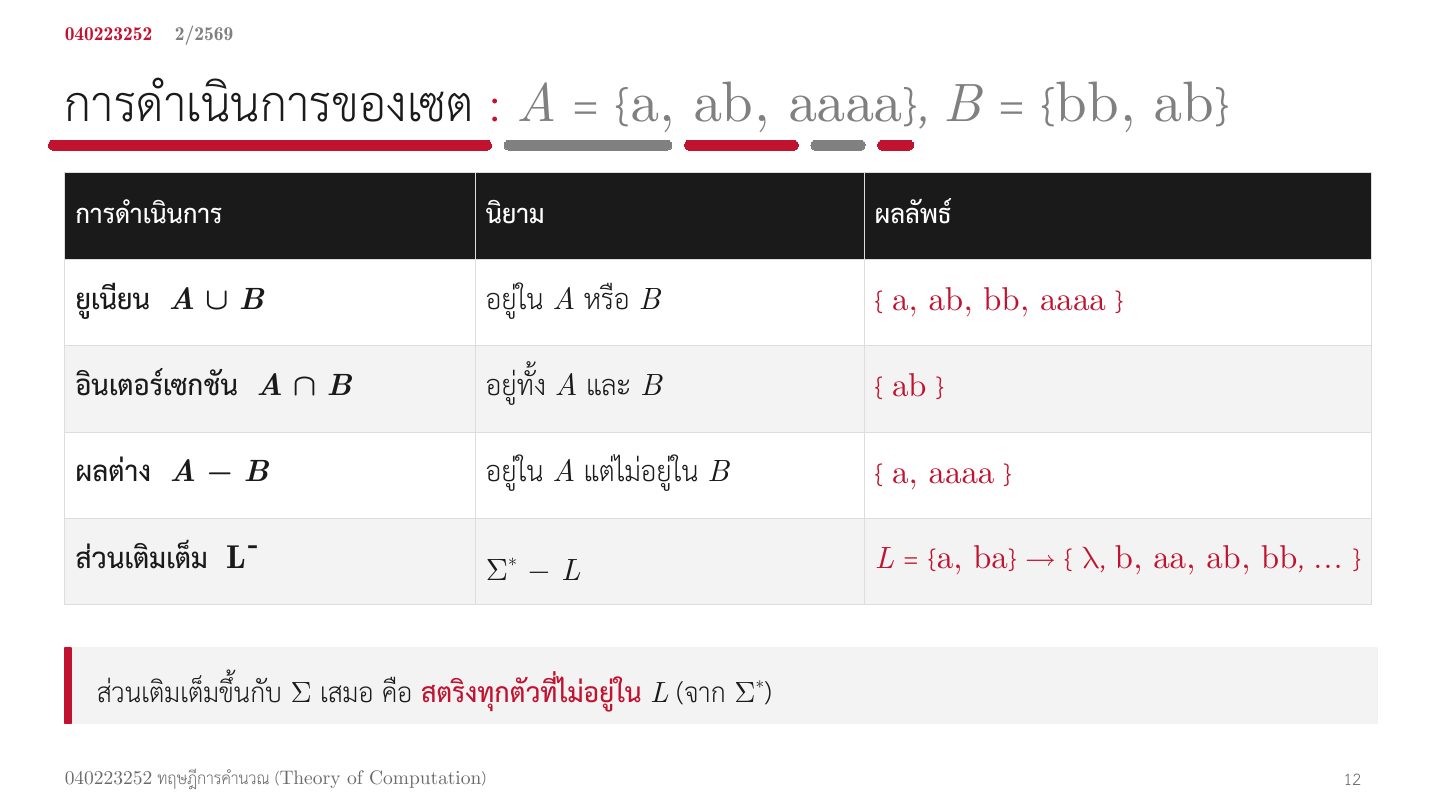 040223252 2/2569
การดำเนินการของเซต : A = {a, ab, aaaa}, B = {bb, ab}
การดำเนินการ นิยาม ผลลัพธ์
ยูเนียน A ∪ B อยู่ใน A หรือ B { a, ab, bb, aaaa }
อินเตอร์เซกชัน A ∩ B อยู่ทั้ง A และ B { ab }
ผลต่าง A − B อยู่ใน A แต่ไม่อยู่ใน B { a, aaaa }
ส่วนเติมเต็ม L⁻ Σ* − L L = {a, ba} → { λ, b, aa, ab, bb, … }
ส่วนเติมเต็มขึ้นกับ Σ เสมอ คือ สตริงทุกตัวที่ไม่อยู่ใน L (จาก Σ*)
040223252 ทฤษฎีการคำนวณ (Theory of Computation) 12